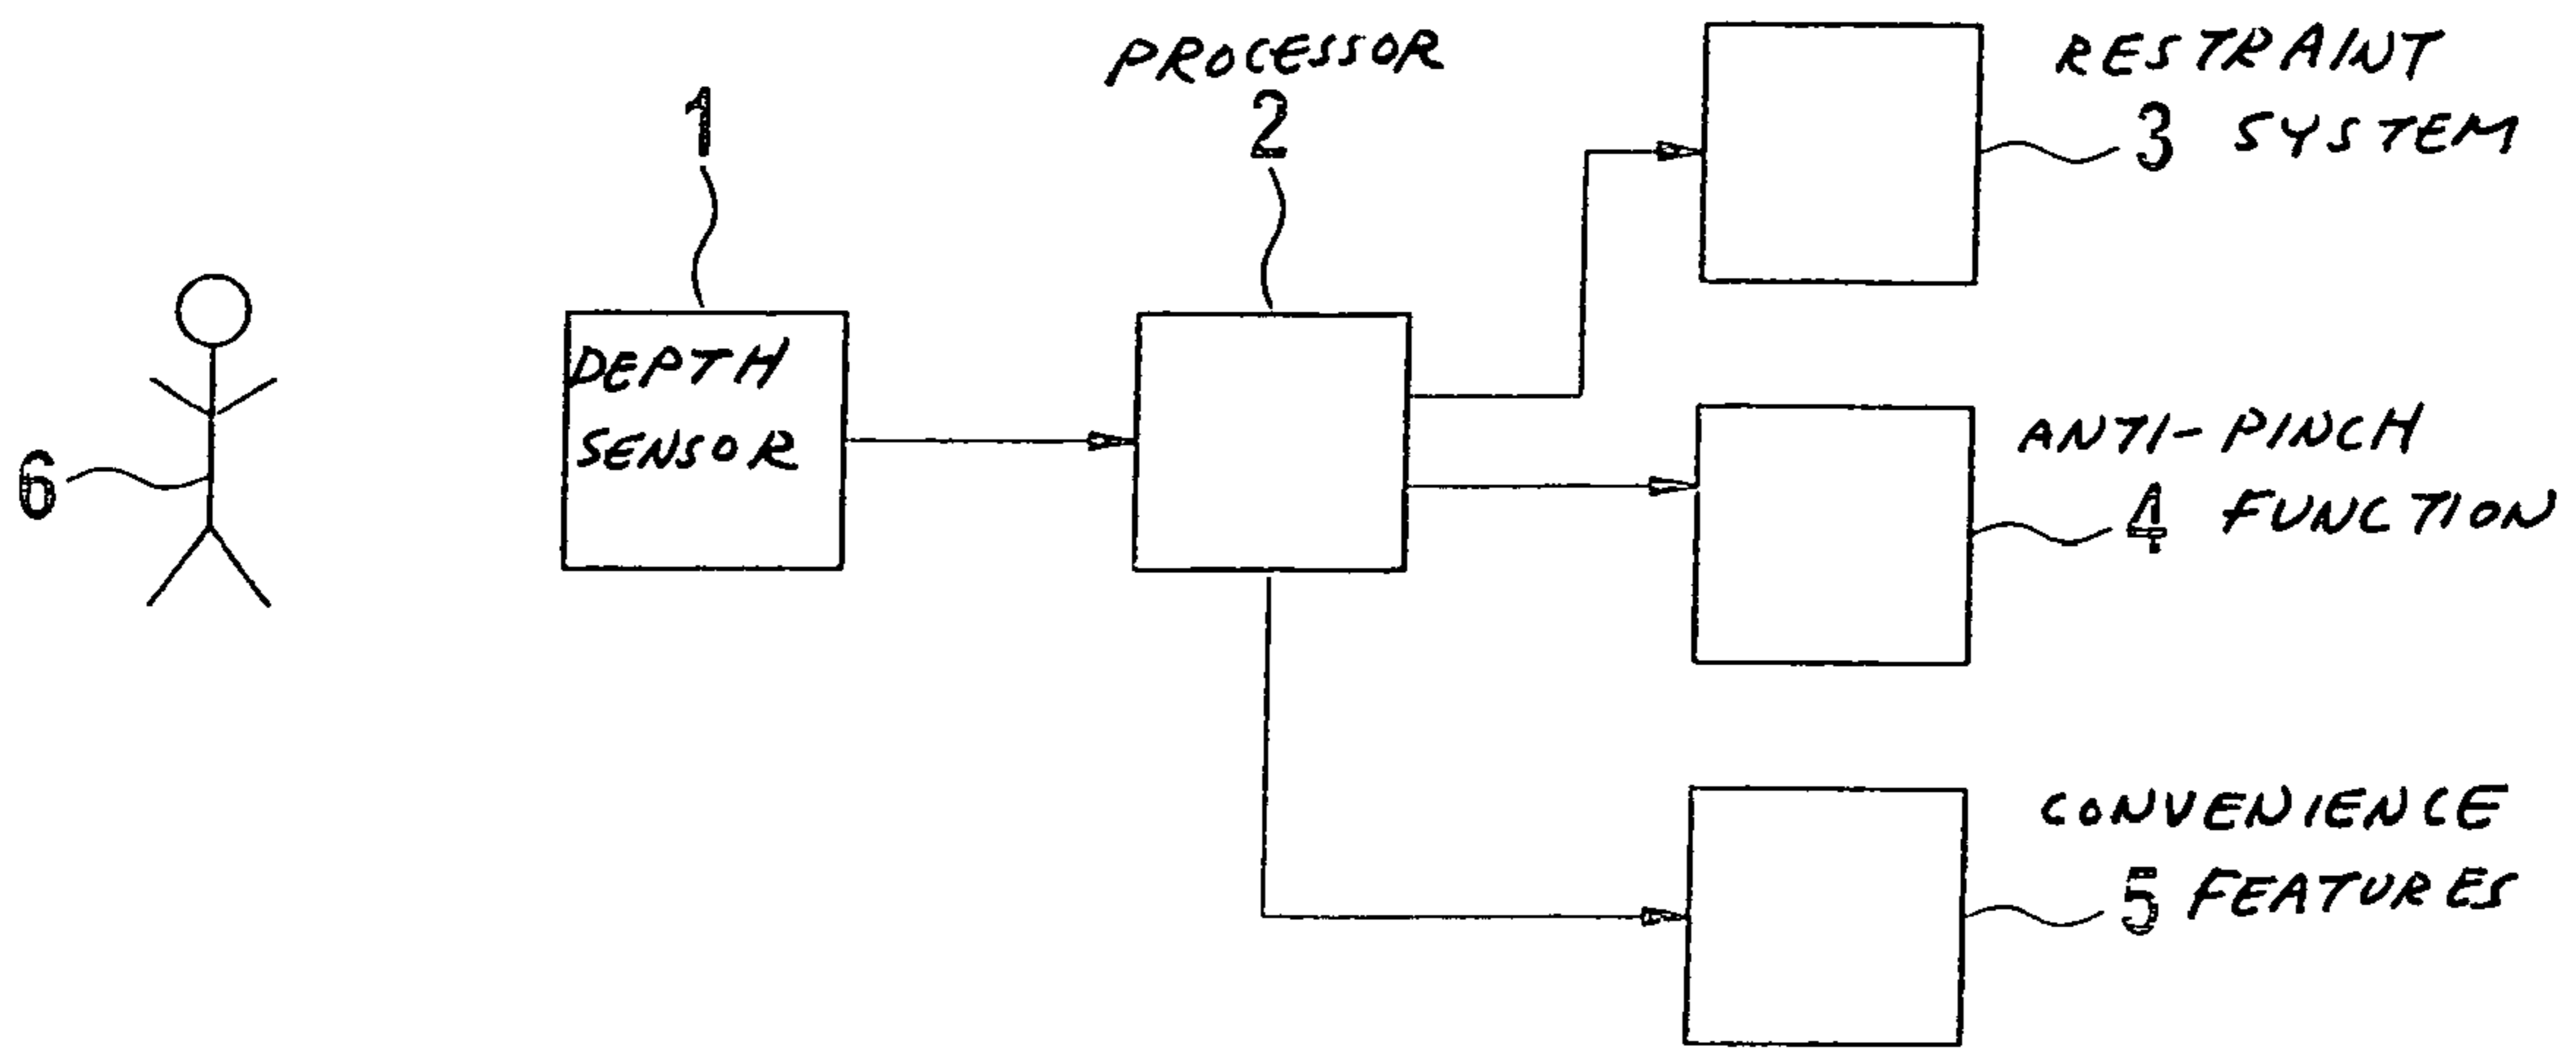 PROCESSOR
1
2
RESTRAINT
3 SYSTEM
DEPTH
SENSOR
6
ANTI-PINCH
4 FUNCTION
CONVENIENCE
5 FEATURES